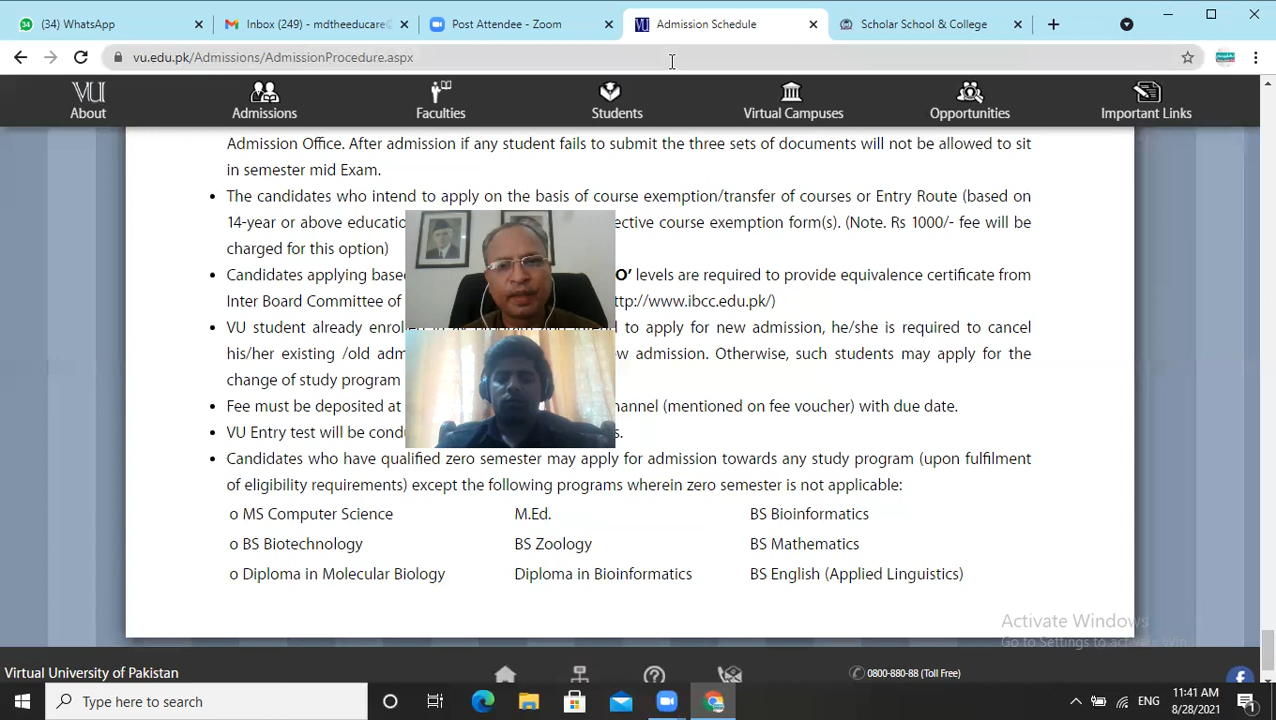 (34) WhatsApp
Inbox (249) - mdtheeducare@
Post Attendee - Zoom
Admission Schedule
Scholar School & College
vu.edu.pk/Admissions/AdmissionProcedure.aspx
VU
About
Admissions
Faculties
Students
Virtual Campuses
Opportunities
Important Links
Admission Office. After admission if any student fails to submit the three sets of documents will not be allowed to sit
in semester mid Exam.
• The candidates who intend to apply on the basis of course exemption/transfer of courses or Entry Route (based on
14-year or above ective course exemption form(s). (Note. Rs 1000/- fee will be
charged for this option)
• Candidates applying O’ levels are required to provide equivalence certificate from
Inter Board Committee of ttp://www.ibcc.edu.pk/)
• VU student already enrolled to apply for new admission, he/she is required to cancel
his/her existing /old w admission. Otherwise, such students may apply for the
change of study program
• Fee must be deposited at hannel (mentioned on fee voucher) with due date.
• VU Entry test will be
• Candidates who have qualified zero semester may apply for admission towards any study program (upon fulfilment
of eligibility requirements) except the following programs wherein zero semester is not applicable:
o MS Computer Science M.Ed. BS Bioinformatics
o BS Biotechnology BS Zoology BS Mathematics
o Diploma in Molecular Biology Diploma in Bioinformatics BS English (Applied Linguistics)
Activate Windows
Go to Settings to activate Win
Virtual University of Pakistan
0800-880-88 (Toll Free)
Type here to search
ENG
11:41 AM
8/28/2021